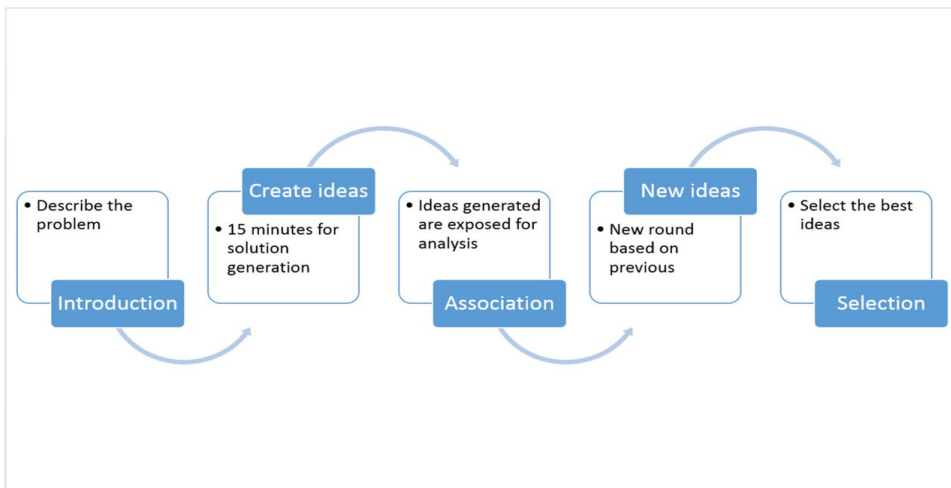 • Describe the
problem
Introduction
Create ideas
• 15 minutes for
solution
generation
• Ideas generated
are exposed for
analysis
Association
New ideas
• New round
based on
previous
• Select the best
ideas
Selection